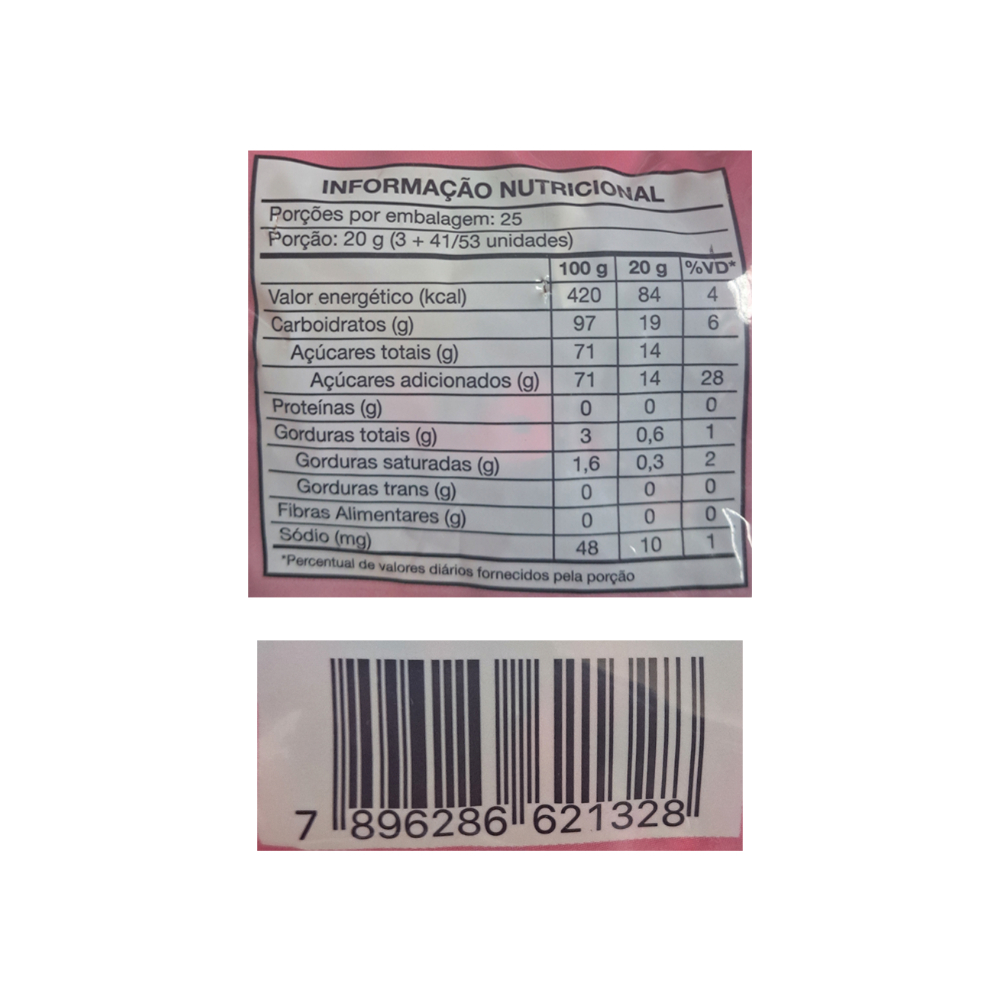 INFORMAÇÃO NUTRICIONAL
Porções por embalagem: 25
Porção: 20 g (3 + 41/53 unidades)
100 g 20 g %VD*
Valor energético (kcal) 420 84 4
Carboidratos (g) 97 19 6
Açúcares totais (g) 71 14
Açúcares adicionados (g) 71 14 28
Proteínas (g) 0 0 0
Gorduras totais (g) 3 0,6 1
Gorduras saturadas (g) 1,6 0,3 2
Gorduras trans (g) 0 0 0
Fibras Alimentares (g) 0 0 0
Sódio (mg) 48 10 1
*Percentual de valores diários fornecidos pela porção
7 896286 621328